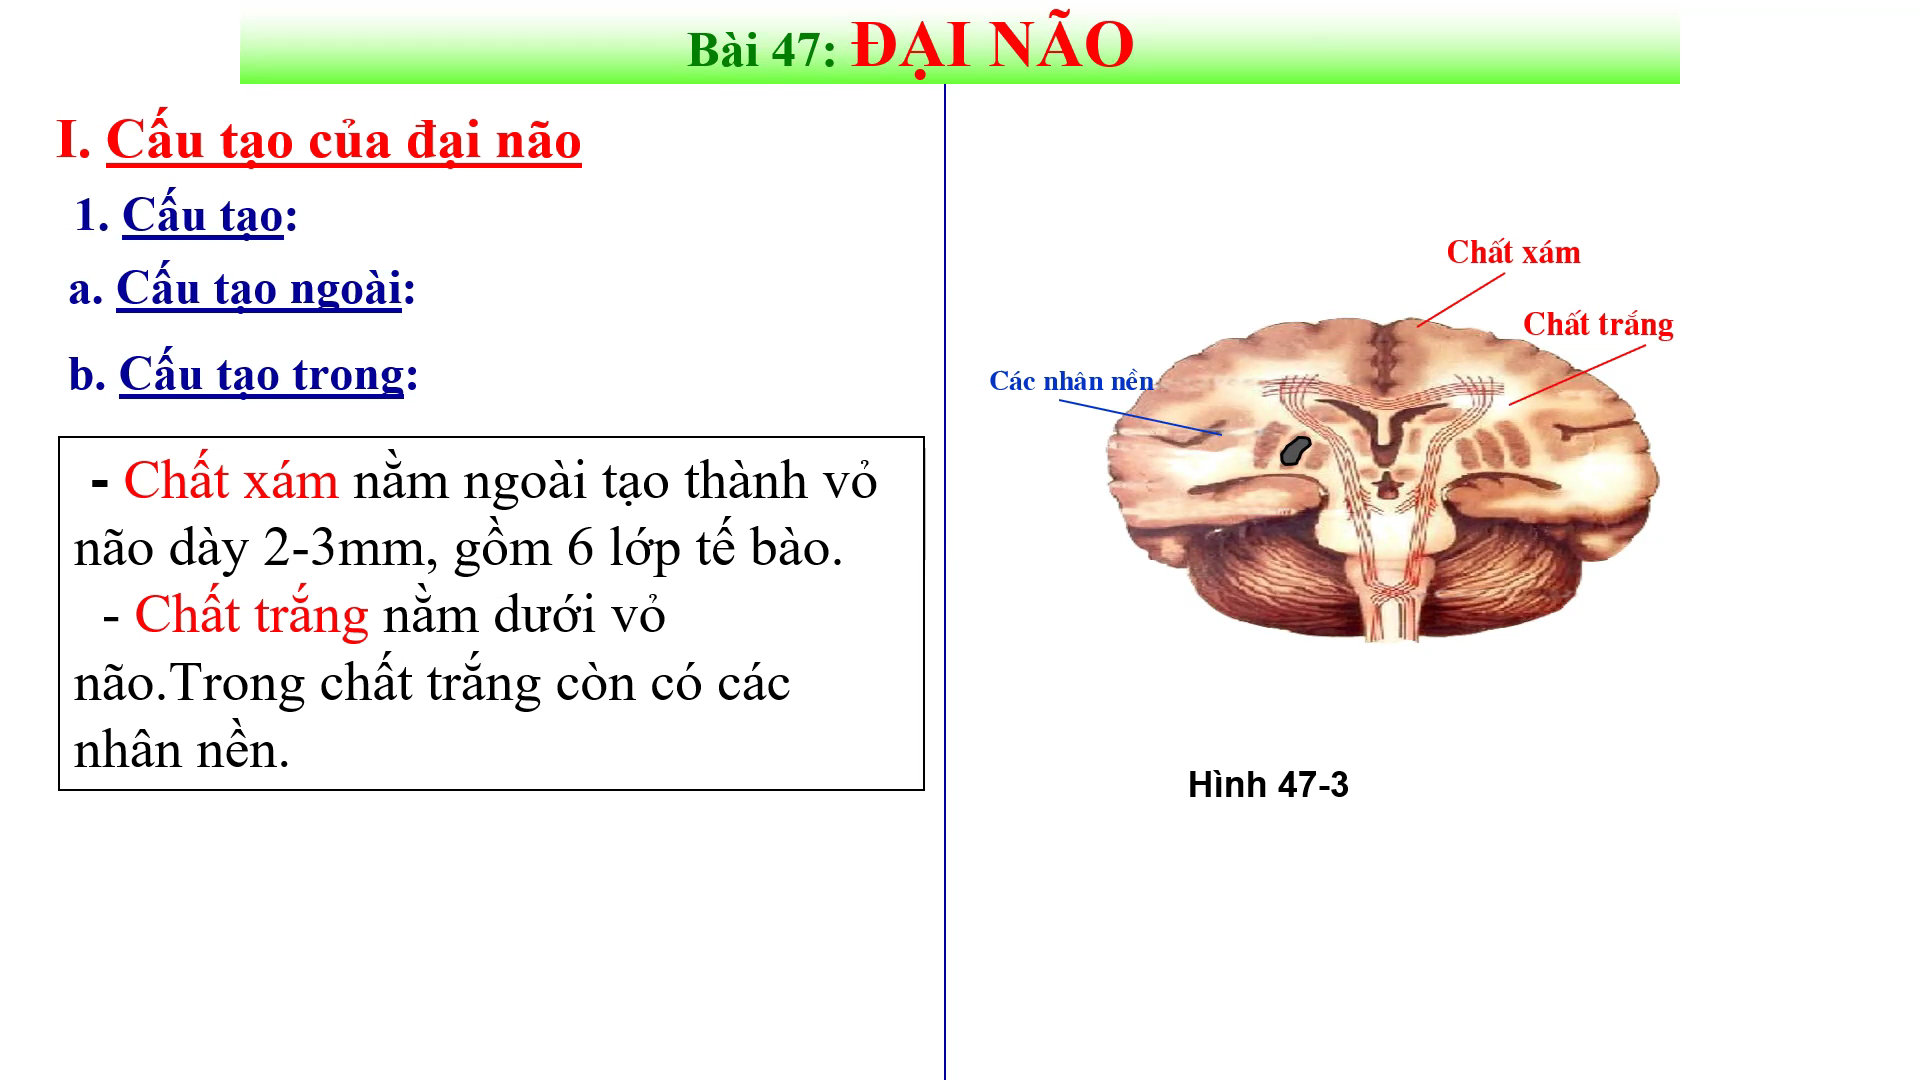 Bài 47: ĐẠI NÃO
I. Cấu tạo của đại não
1. Cấu tạo:
a. Cấu tạo ngoài:
b. Cấu tạo trong:
- Chất xám nằm ngoài tạo thành vỏ
não dày 2-3mm, gồm 6 lớp tế bào.
- Chất trắng nằm dưới vỏ
não.Trong chất trắng còn có các
nhân nền.
Chất xám
Chất trắng
Các nhân nền
Hình 47-3